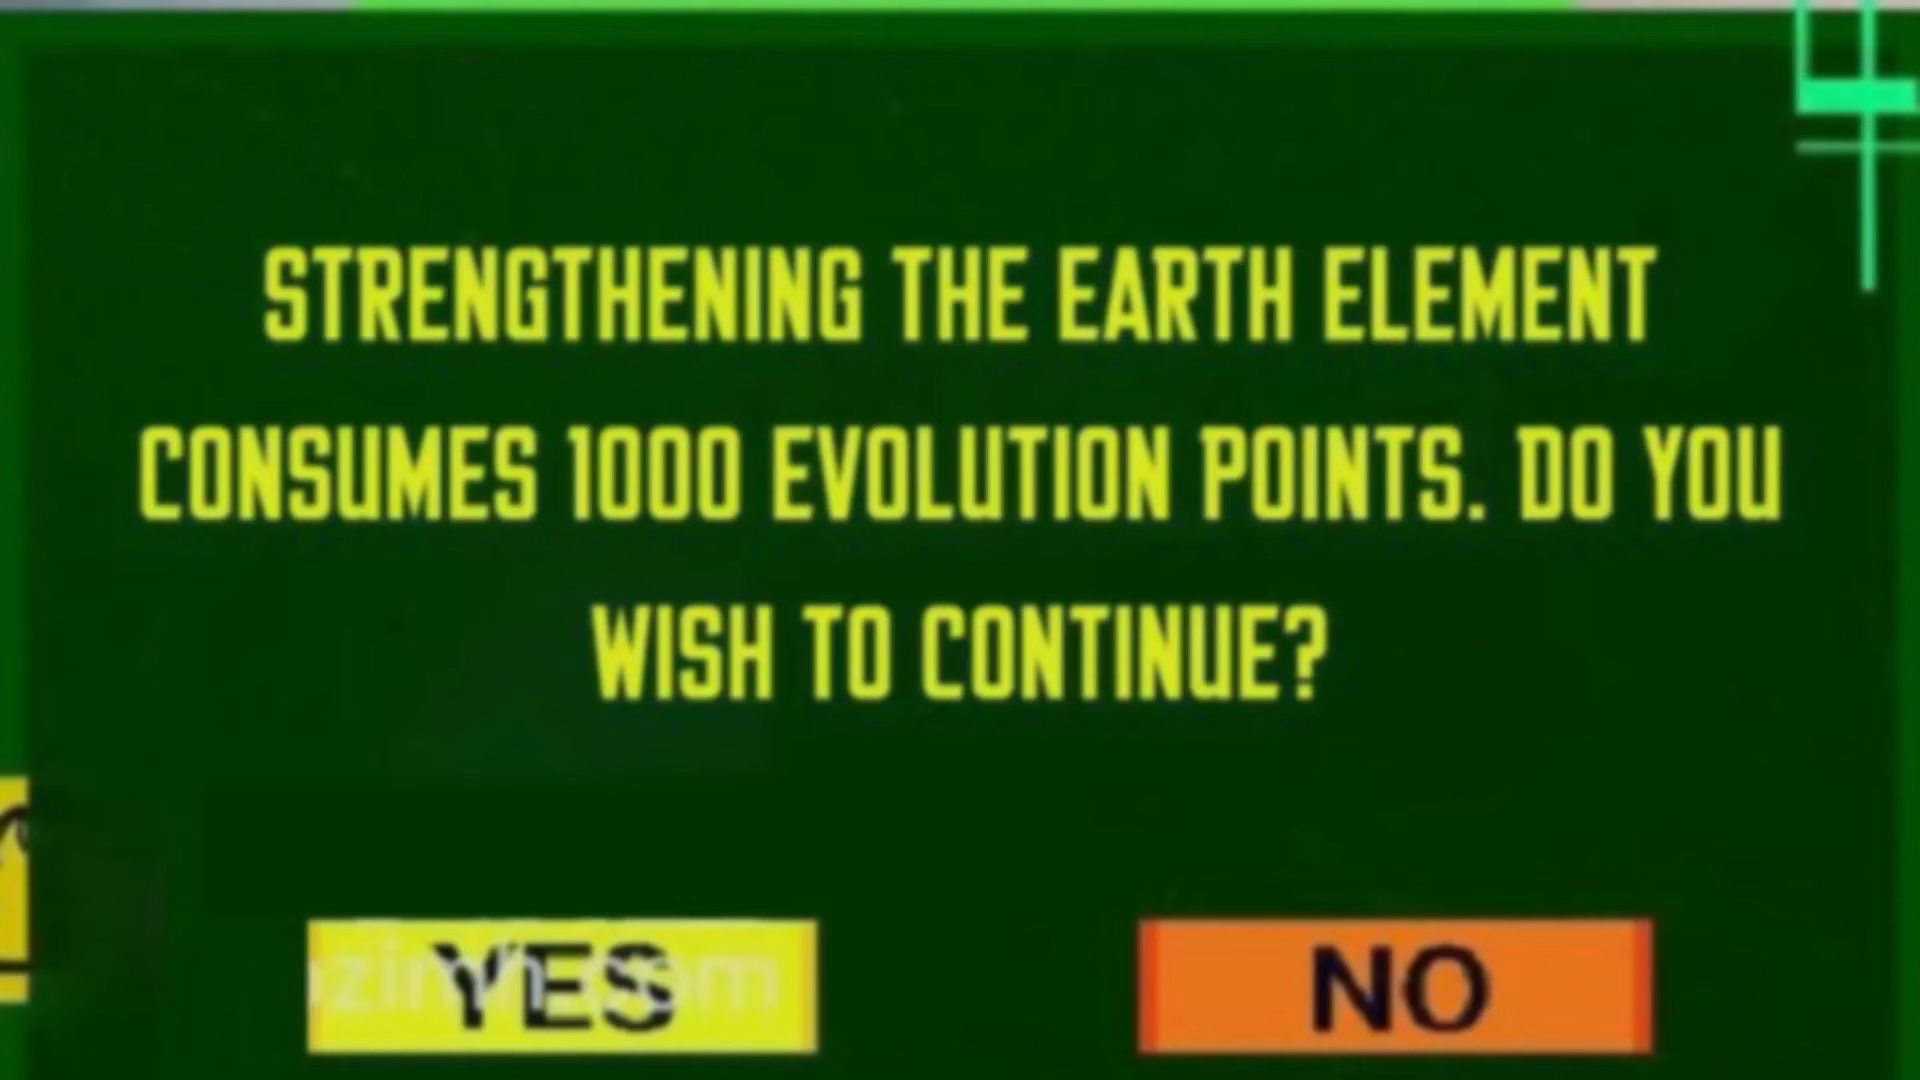 STRENGTHENING THE EARTH ELEMENT
CONSUMES 1000 EVOLUTION POINTS. DO YOU
WISH TO CONTINUE?
YES
NO